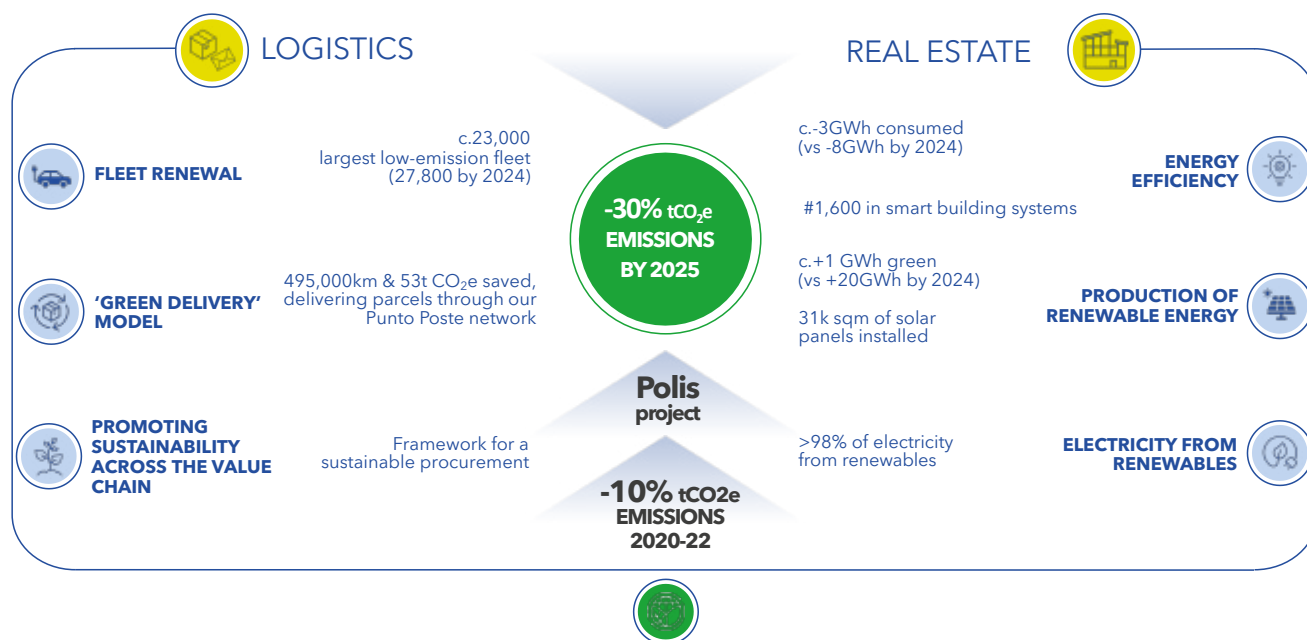 LOGISTICS
FLEET RENEWAL
c.23,000
largest low-emission fleet
(27,800 by 2024)
‘GREEN DELIVERY’
MODEL
495,000km & 53t CO₂e saved,
delivering parcels through our
Punto Poste network
PROMOTING
SUSTAINABILITY
ACROSS THE VALUE
CHAIN
Framework for a
sustainable procurement
-30% tCO₂e
EMISSIONS
BY 2025
Polis
project
-10% tCO2e
EMISSIONS
2020-22
REAL ESTATE
c.-3GWh consumed
(vs -8GWh by 2024)
#1,600 in smart building systems
ENERGY
EFFICIENCY
c.+1 GWh green
(vs +20GWh by 2024)
31k sqm of solar
panels installed
PRODUCTION OF
RENEWABLE ENERGY
>98% of electricity
from renewables
ELECTRICITY FROM
RENEWABLES